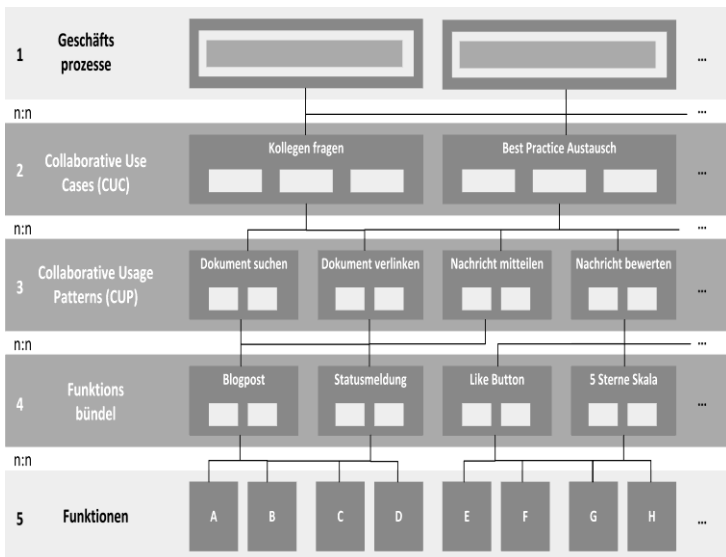 1
Geschäfts
prozesse
...
n:n
...
2
Collaborative Use
Cases (CUC)
Kollegen fragen
Best Practice Austausch
...
n:n
...
3
Collaborative Usage
Patterns (CUP)
Dokument suchen
Dokument verlinken
Nachricht mitteilen
Nachricht bewerten
...
n:n
...
4
Funktions
bündel
Blogpost
Statusmeldung
Like Button
5 Sterne Skala
...
n:n
5
Funktionen
A
B
C
D
E
F
G
H
...